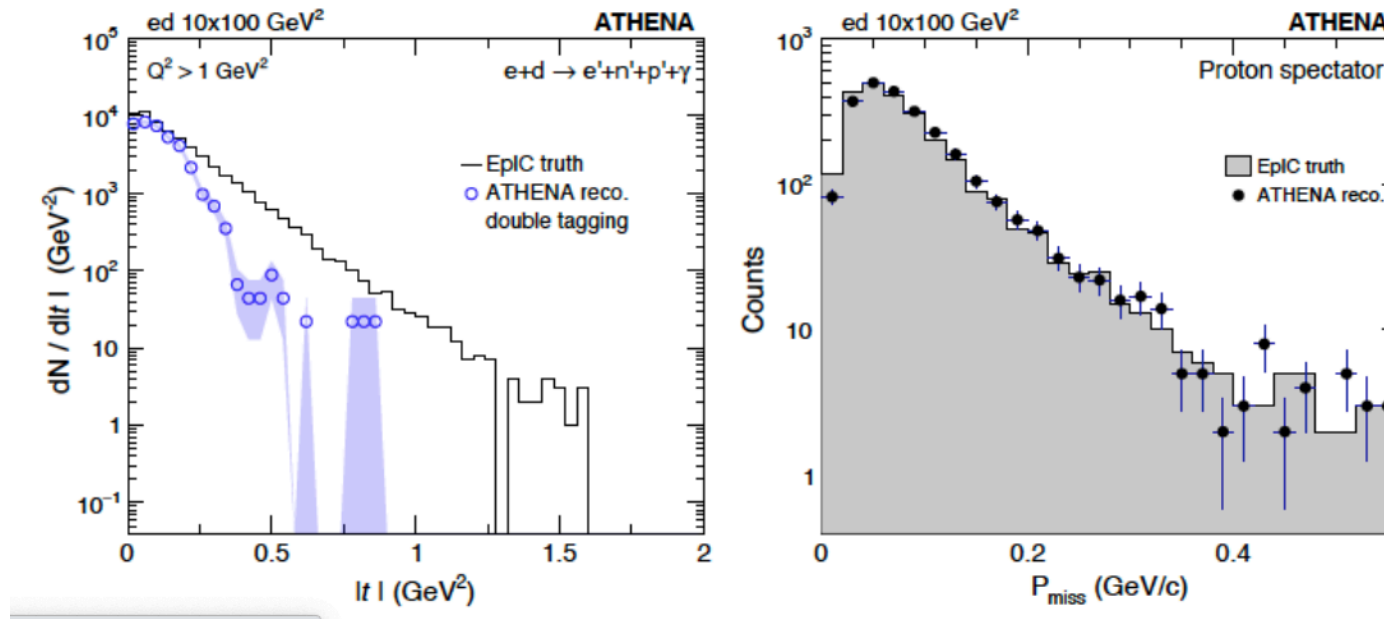 ed 10x100 GeV² ATHENA
Q² > 1 GeV² e+d → e'+n'+p'+γ
EpIC truth
ATHENA reco.
double tagging
dN / d|t| (GeV⁻²)
10⁵
10⁴
10³
10²
10
1
10⁻¹
0 0.5 1 1.5 2
|t| (GeV²)
ed 10x100 GeV² ATHENA
Proton spectator
EpIC truth
ATHENA reco.
Counts
10³
10²
10
1
0 0.2 0.4
P_miss (GeV/c)